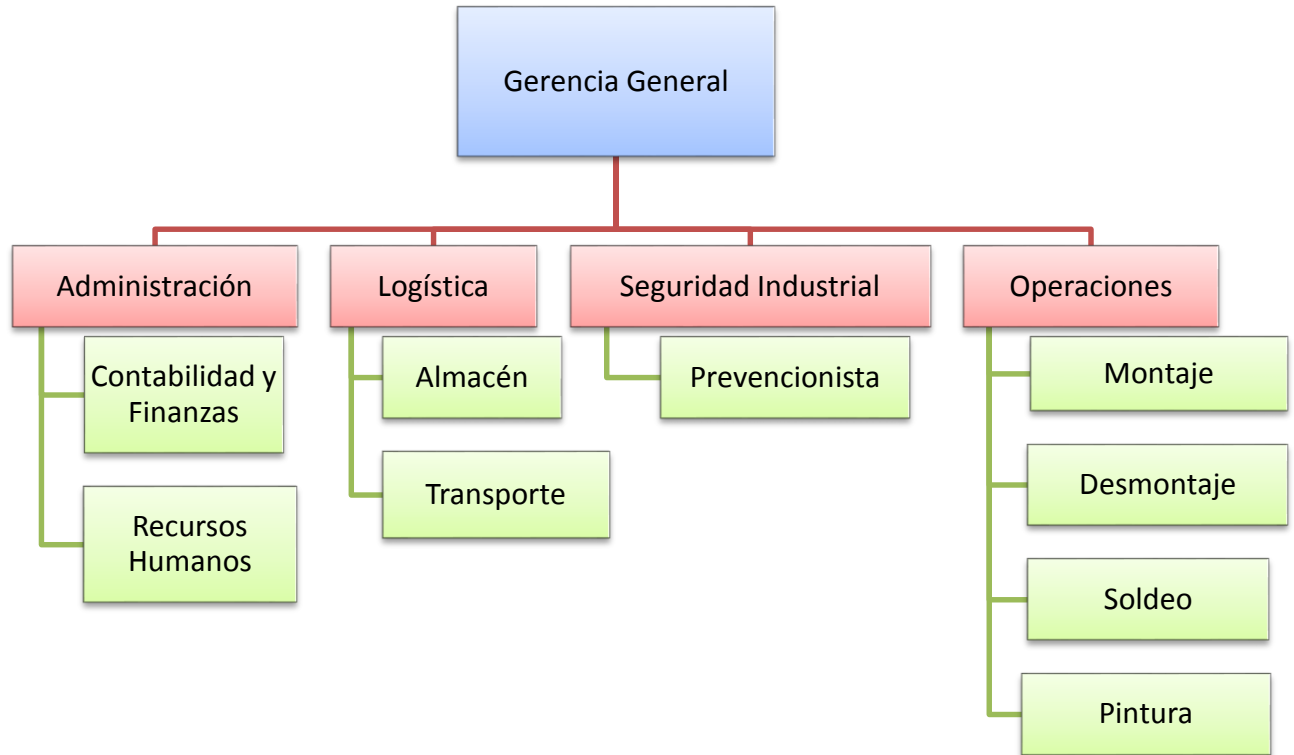 Gerencia General
Administración
Logística
Seguridad Industrial
Operaciones
Contabilidad y
Finanzas
Recursos
Humanos
Almacén
Transporte
Prevencionista
Montaje
Desmontaje
Soldeo
Pintura